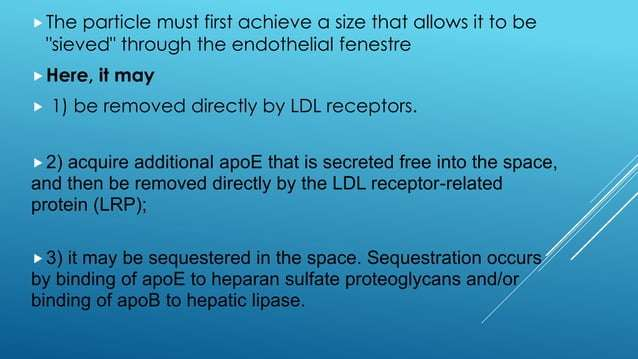 The particle must first achieve a size that allows it to be
"sieved" through the endothelial fenestre
Here, it may
1) be removed directly by LDL receptors.
2) acquire additional apoE that is secreted free into the space,
and then be removed directly by the LDL receptor-related
protein (LRP);
3) it may be sequestered in the space. Sequestration occurs
by binding of apoE to heparan sulfate proteoglycans and/or
binding of apoB to hepatic lipase.